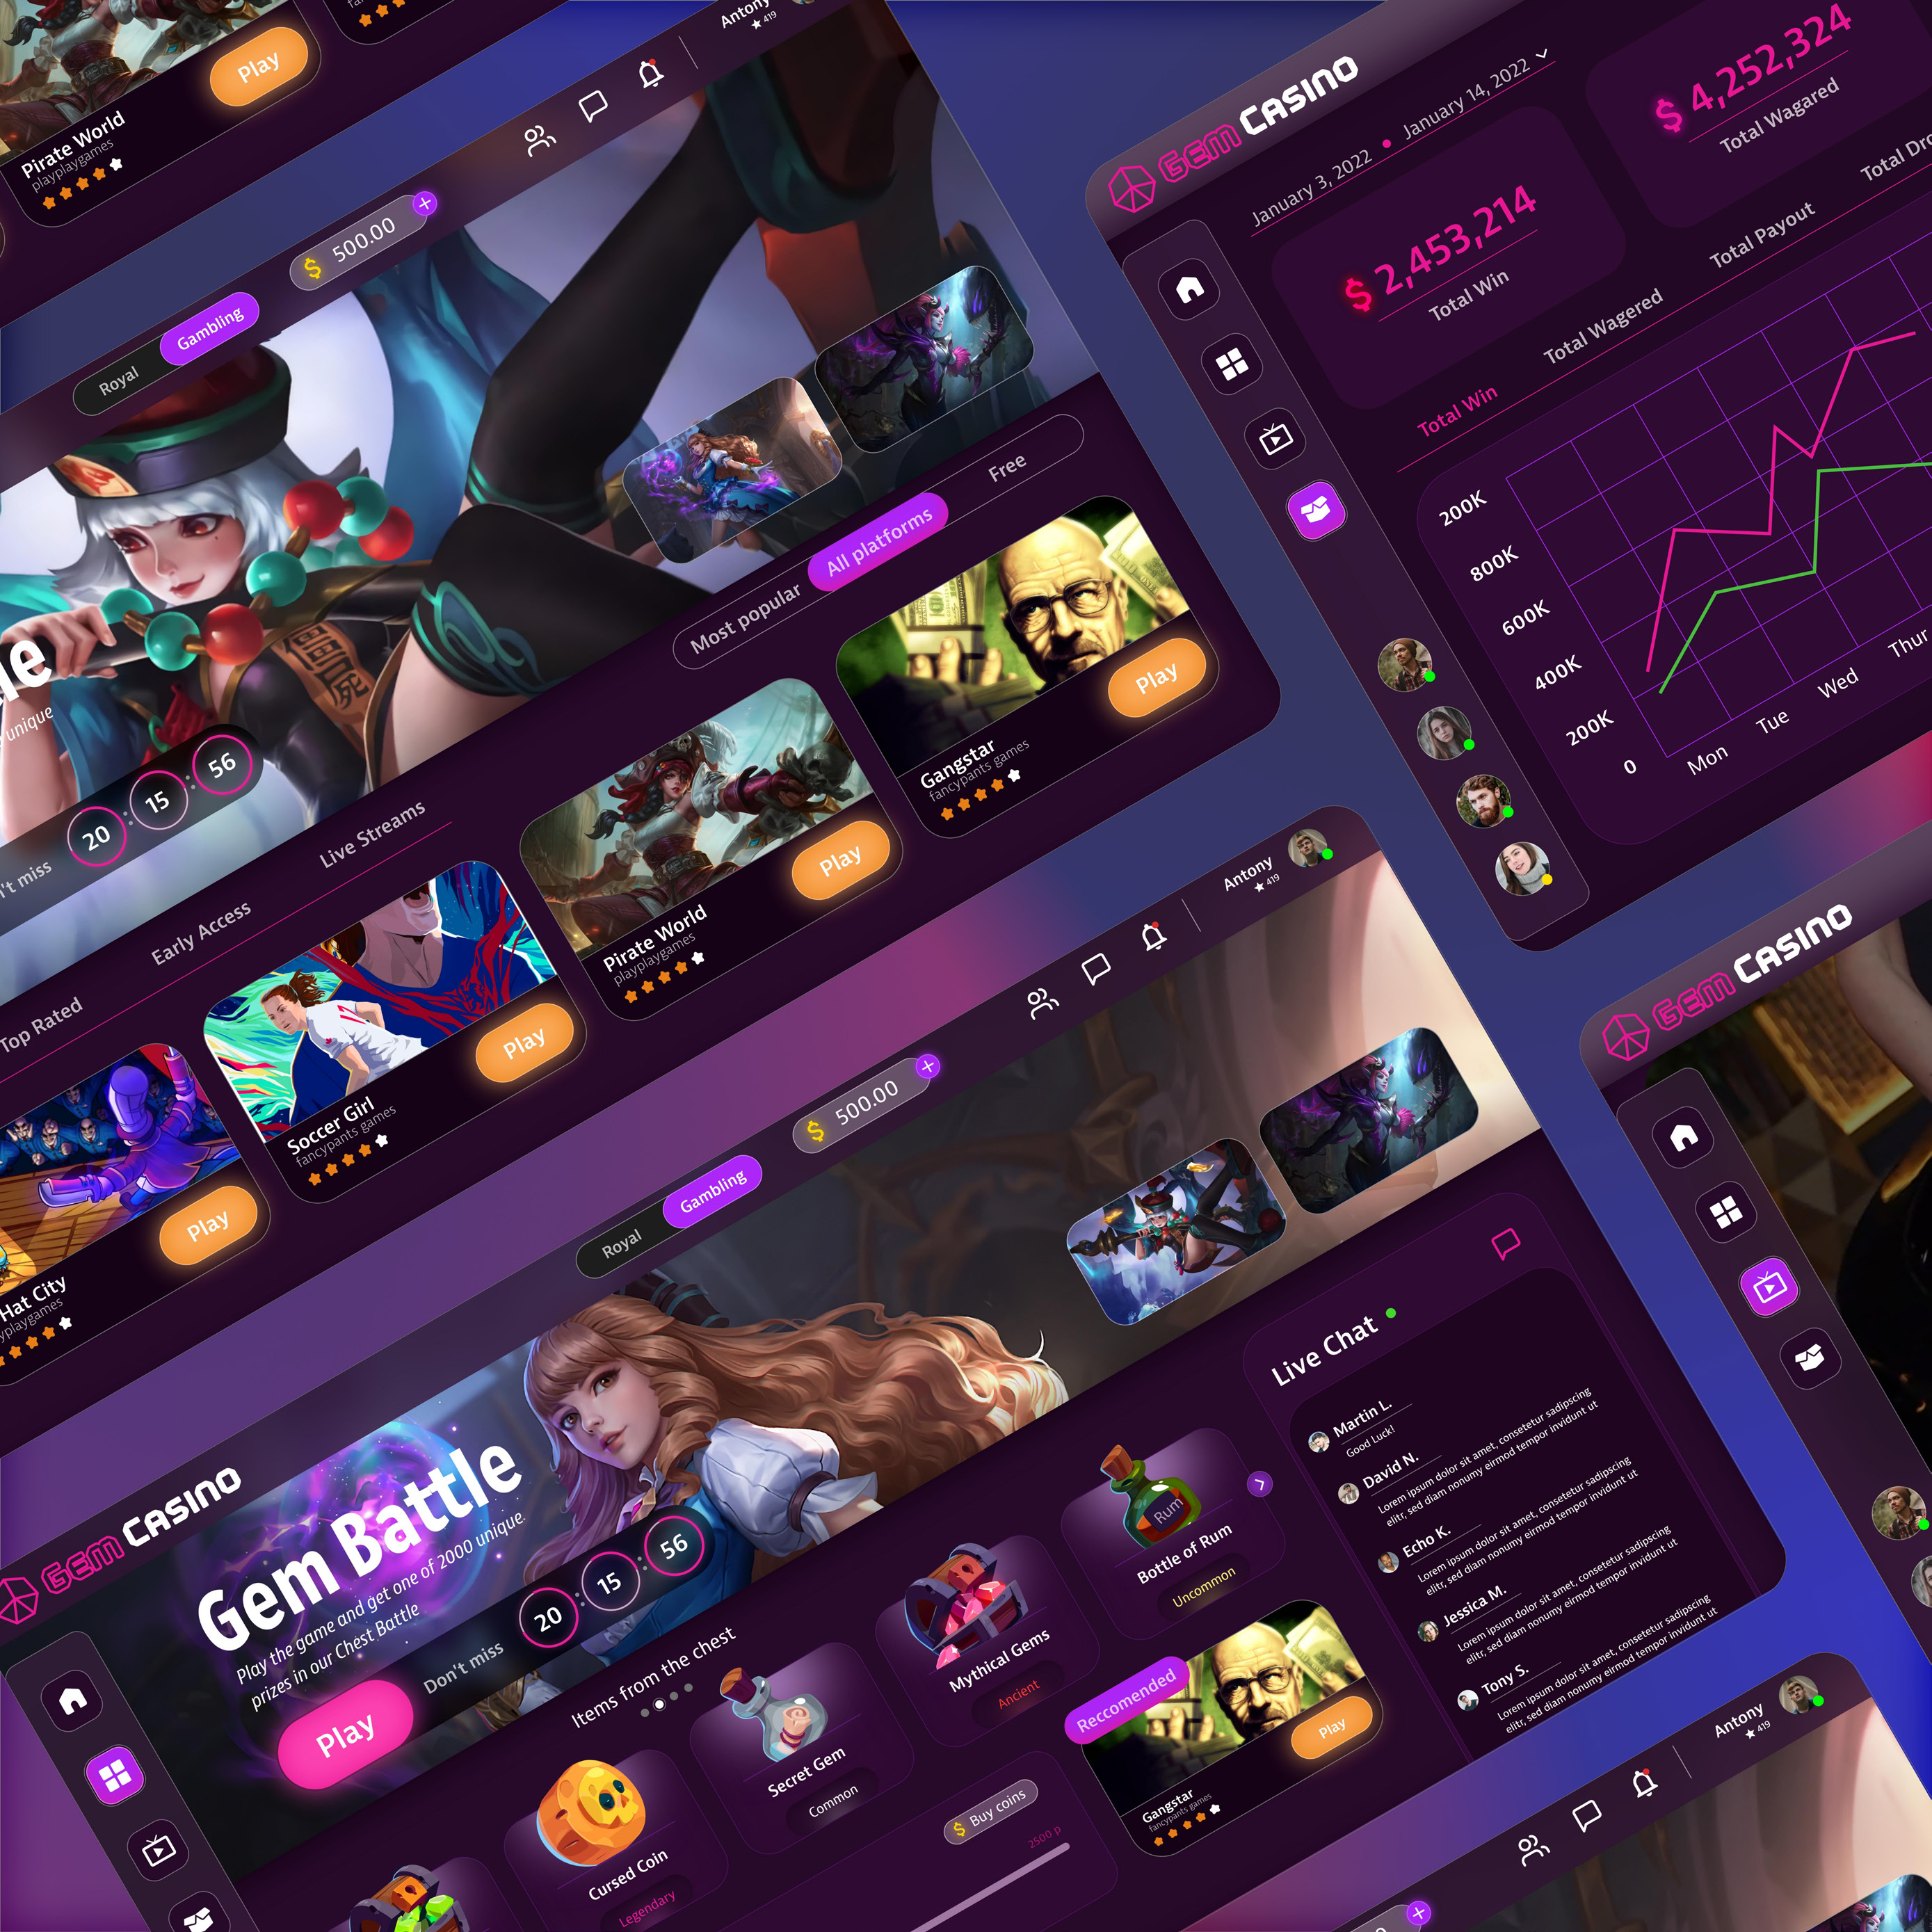 Play
Pirate World
playplaygames
Antony
419
500.00
Royal
Gambling
unique
20 : 15 : 56
Live Streams
Early Access
Top Rated
Most popular
All platforms
Free
Gangstar
fancypants games
Play
Pirate World
playplaygames
Play
Soccer Girl
fancypants games
Play
Hat City
Play
GEM CASINO
January 3, 2022 • January 14, 2022
$ 2,453,214
Total Win
$ 4,252,324
Total Wagared
Total Win
Total Wagered
Total Payout
200K
800K
600K
400K
200K
0
Mon
Tue
Wed
Thur
GEM CASINO
Antony
419
500.00
Royal
Gambling
GEM CASINO
Gem Battle
Play the game and get one of 2000 unique
prizes in our Chest Battle
Play
Don't miss
20 : 15 : 56
Items from the chest
Cursed Coin
Legendary
Secret Gem
Common
Mythical Gems
Ancient
Rum
Bottle of Rum
Uncommon
Buy coins
2500 p
Reccomended
Gangstar
fancypants games
Play
Live Chat
Martin L.
Good Luck!
David N.
Lorem ipsum dolor sit amet, consetetur sadipscing
elitr, sed diam nonumy eirmod tempor invidunt ut
Echo K.
Lorem ipsum dolor sit amet, consetetur sadipscing
elitr, sed diam nonumy eirmod tempor invidunt ut
Jessica M.
Lorem ipsum dolor sit amet, consetetur sadipscing
elitr, sed diam nonumy eirmod tempor invidunt ut
Tony S.
Lorem ipsum dolor sit amet, consetetur sadipscing
elitr, sed diam nonumy eirmod tempor invidunt ut
Antony
419